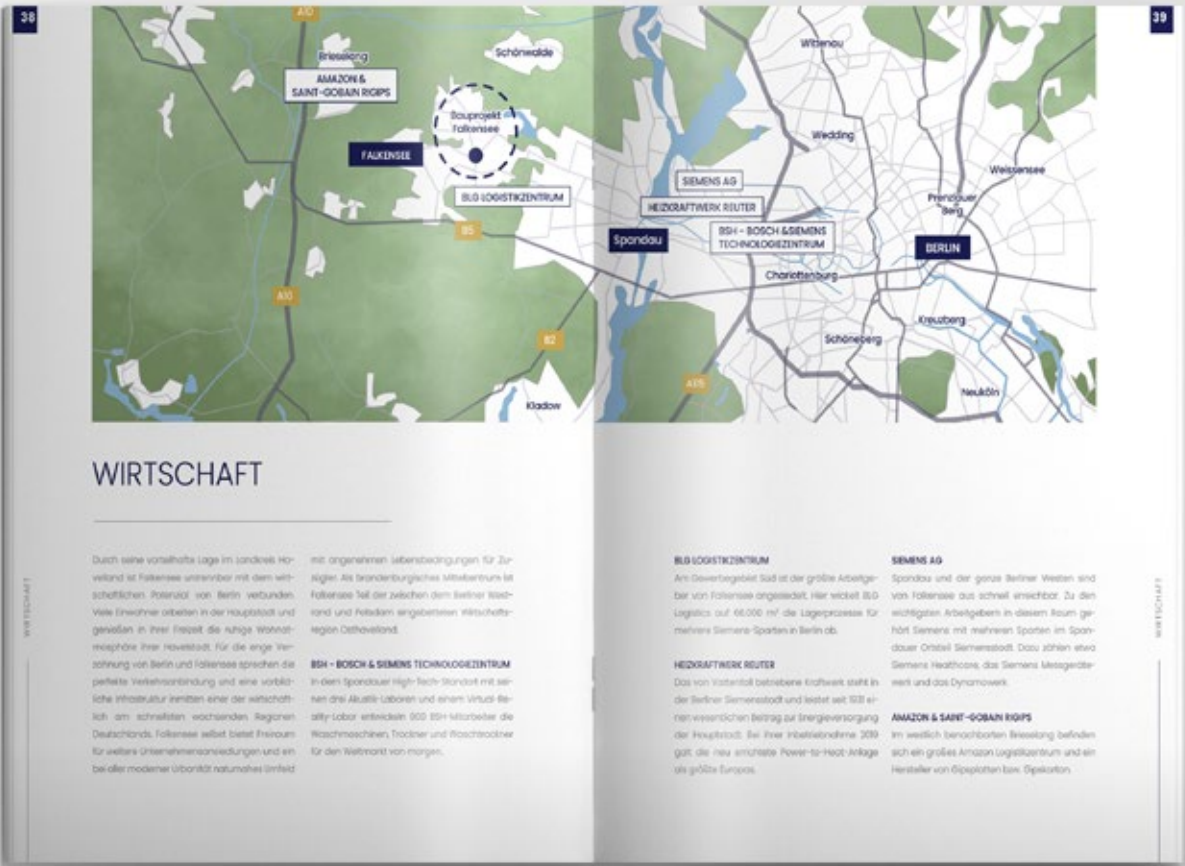 38
39
A10
Brieselang
AMAZON &
SAINT-GOBAIN RIGIPS
Schönwalde
Bauprojekt
Falkensee
FALKENSEE
BLG LOGISTIKZENTRUM
B5
A10
B2
Kladow
Wittenau
Wedding
Weissensee
SIEMENS AG
HEIZKRAFTWERK REUTER
Prenzlauer
Berg
Spandau
BSH - BOSCH & SIEMENS
TECHNOLOGIEZENTRUM
BERLIN
Charlottenburg
Kreuzberg
Schöneberg
A115
Neuköln
WIRTSCHAFT
WIRTSCHAFT
Durch seine vorteilhafte Lage im Landkreis Ha-
velland ist Falkensee untrennbar mit dem wirt-
schaftlichen Potenzial von Berlin verbunden.
Viele Einwohner arbeiten in der Hauptstadt und
genießen in ihrer Freizeit die ruhige Wohnat-
mosphäre ihrer Havelstadt. Für die enge Ver-
zahnung von Berlin und Falkensee sprechen die
perfekte Verkehrsanbindung und eine vorbild-
liche Infrastruktur inmitten einer der wirtschaft-
lich am schnellsten wachsenden Regionen
Deutschlands. Falkensee selbst bietet Freiraum
für weitere Unternehmensansiedlungen und ein
bei aller moderner Urbanität naturnahes Umfeld
mit angenehmen Lebensbedingungen für Zu-
zügler. Als brandenburgisches Mittelzentrum ist
Falkensee Teil der zwischen dem Berliner West-
rand und Potsdam eingebetteten Wirtschafts-
region Osthavelland.
BSH - BOSCH & SIEMENS TECHNOLOGIEZENTRUM
In dem Spandauer High-Tech-Standort mit sei-
nen drei Akustik-Laboren und einem Virtual-Re-
ality-Labor entwickeln 900 BSH-Mitarbeiter die
Waschmaschinen, Trockner und Waschtrockner
für den Weltmarkt von morgen.
BLG LOGISTIKZENTRUM
Am Gewerbegebiet Süd ist der größte Arbeitge-
ber von Falkensee angesiedelt. Hier wickelt BLG
Logistics auf 66.000 m² die Lagerprozesse für
mehrere Siemens-Sparten in Berlin ab.
HEIZKRAFTWERK REUTER
Das von Vattenfall betriebene Kraftwerk steht in
der Berliner Siemensstadt und leistet seit 1931 ei-
nen wesentlichen Beitrag zur Energieversorgung
der Hauptstadt. Bei ihrer Inbetriebnahme 2019
galt die neu errichtete Power-to-Heat-Anlage
als größte Europas.
SIEMENS AG
Spandau und der ganze Berliner Westen sind
von Falkensee aus schnell erreichbar. Zu den
wichtigsten Arbeitgebern in diesem Raum ge-
hört Siemens mit mehreren Sparten im Span-
dauer Ortsteil Siemensstadt. Dazu zählen etwa
Siemens Healthcare, das Siemens Messgeräte-
werk und das Dynamowerk.
AMAZON & SAINT-GOBAIN RIGIPS
Im westlich benachbarten Brieselang befinden
sich ein großes Amazon Logistikzentrum und ein
Hersteller von Gipsplatten bzw. Gipskarton.
WIRTSCHAFT